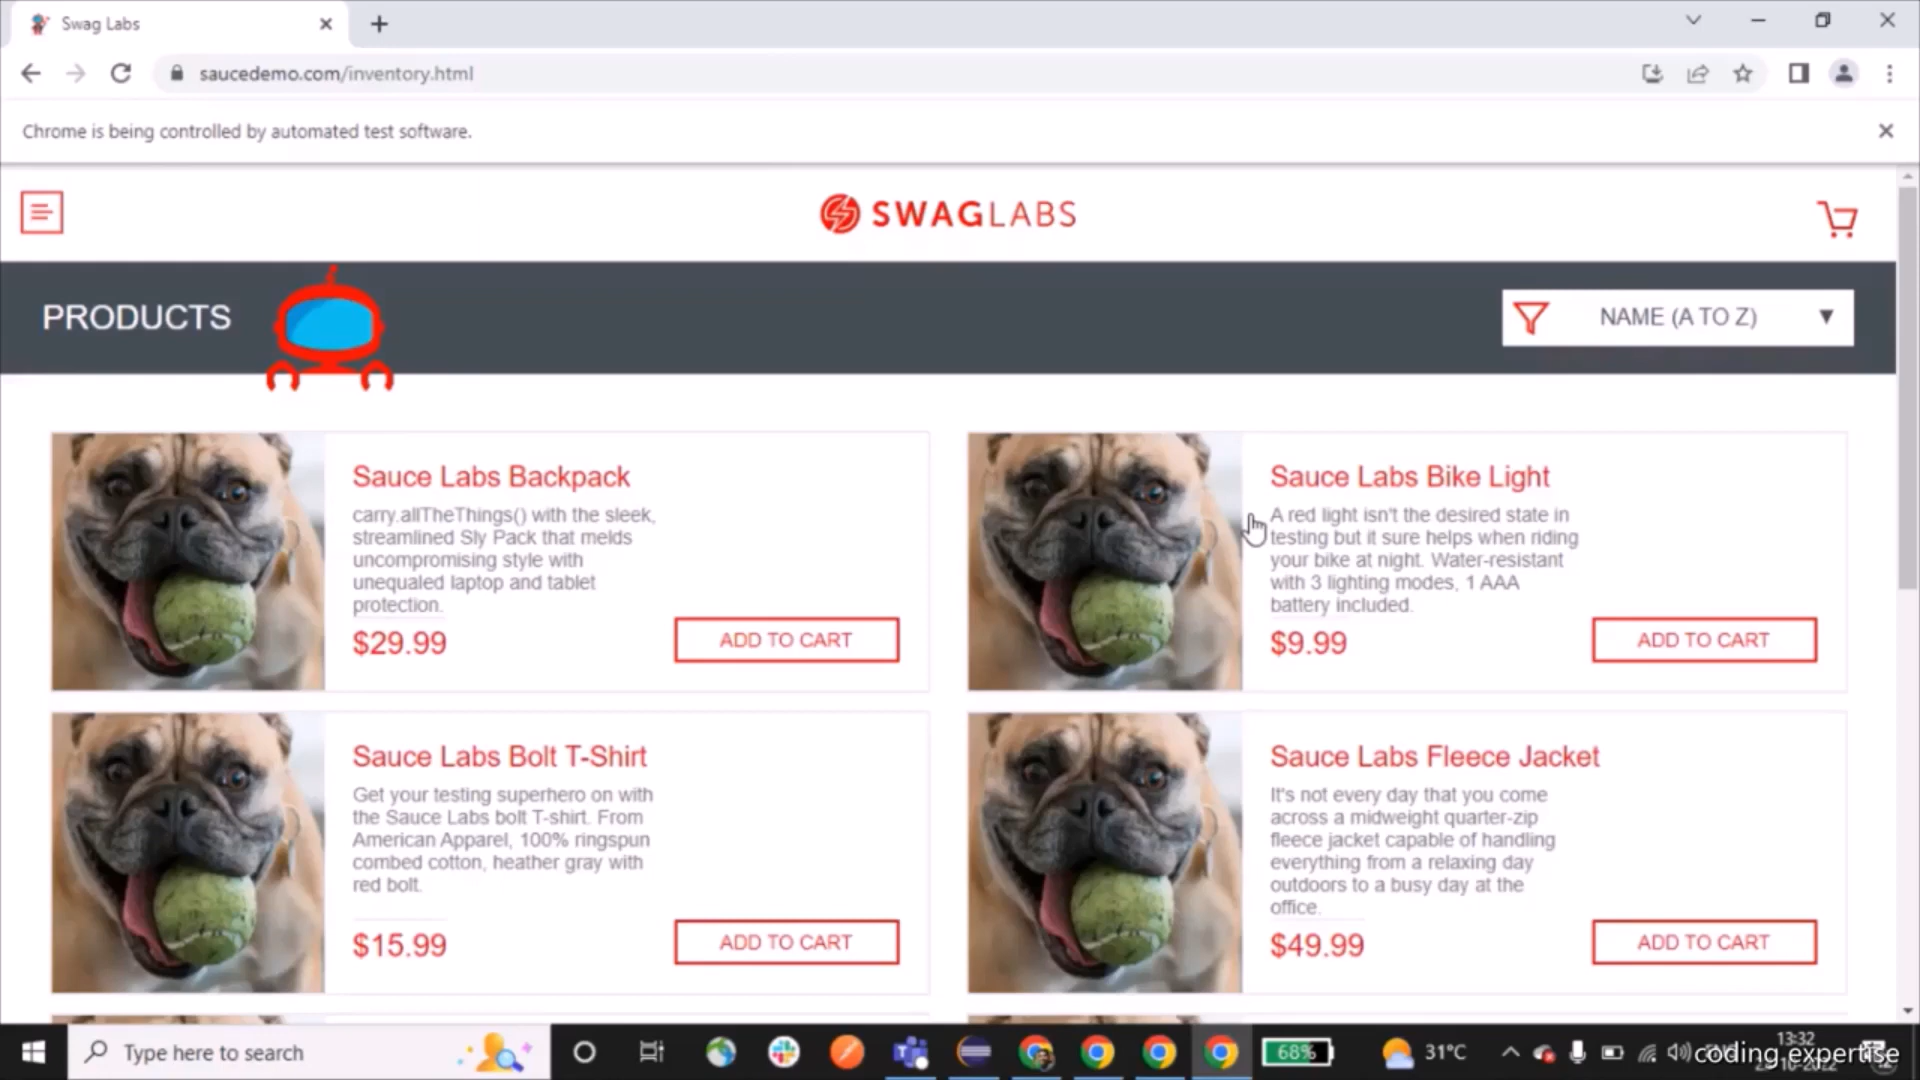 Swag Labs
saucedemo.com/inventory.html
Chrome is being controlled by automated test software.
SWAGLABS
PRODUCTS
NAME (A TO Z)
Sauce Labs Backpack
carry.allTheThings() with the sleek,
streamlined Sly Pack that melds
uncompromising style with
unequaled laptop and tablet
protection.
$29.99
ADD TO CART
Sauce Labs Bike Light
A red light isn't the desired state in
testing but it sure helps when riding
your bike at night. Water-resistant
with 3 lighting modes, 1 AAA
battery included.
$9.99
ADD TO CART
Sauce Labs Bolt T-Shirt
Get your testing superhero on with
the Sauce Labs bolt T-shirt. From
American Apparel, 100% ringspun
combed cotton, heather gray with
red bolt.
$15.99
ADD TO CART
Sauce Labs Fleece Jacket
It's not every day that you come
across a midweight quarter-zip
fleece jacket capable of handling
everything from a relaxing day
outdoors to a busy day at the
office.
$49.99
ADD TO CART
Type here to search
68%
31°C
13:32
coding expertise